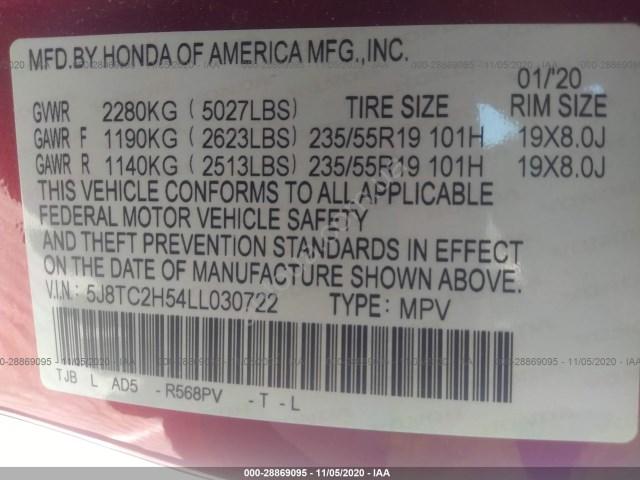 MFD.BY HONDA OF AMERICA MFG.,INC.
01/'20
GVWR 2280KG ( 5027LBS) TIRE SIZE RIM SIZE
GAWR F 1190KG ( 2623LBS) 235/55R19 101H 19X8.0J
GAWR R 1140KG ( 2513LBS) 235/55R19 101H 19X8.0J
THIS VEHICLE CONFORMS TO ALL APPLICABLE
FEDERAL MOTOR VEHICLE SAFETY
AND THEFT PREVENTION STANDARDS IN EFFECT
ON THE DATE OF MANUFACTURE SHOWN ABOVE.
V.I.N.: 5J8TC2H54LL030722 TYPE: MPV
TJB L AD5 -R568PV -T-L
000-28869095 - 11/05/2020 - IAA